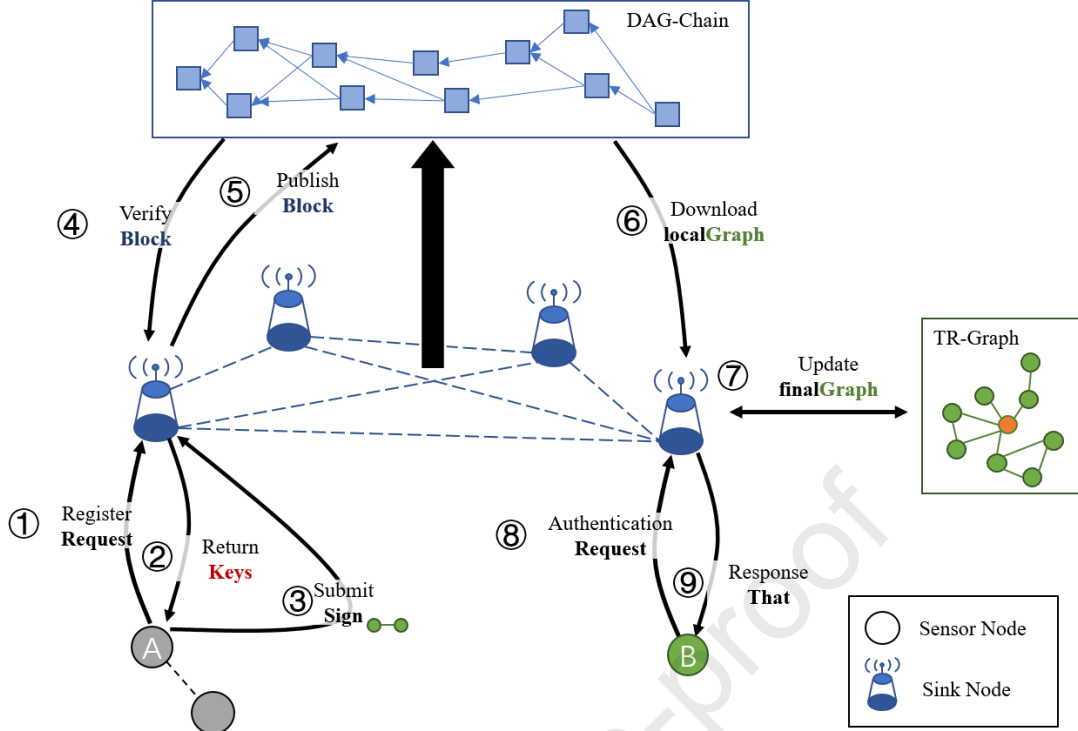 DAG-Chain
⑤
Publish
Block
④
Verify
Block
⑥
Download
localGraph
TR-Graph
⑦
Update
finalGraph
①
Register
Request
②
Return
Keys
③
Submit
Sign
⑧
Authentication
Request
⑨
Response
That
A
B
Sensor Node
Sink Node
-proof